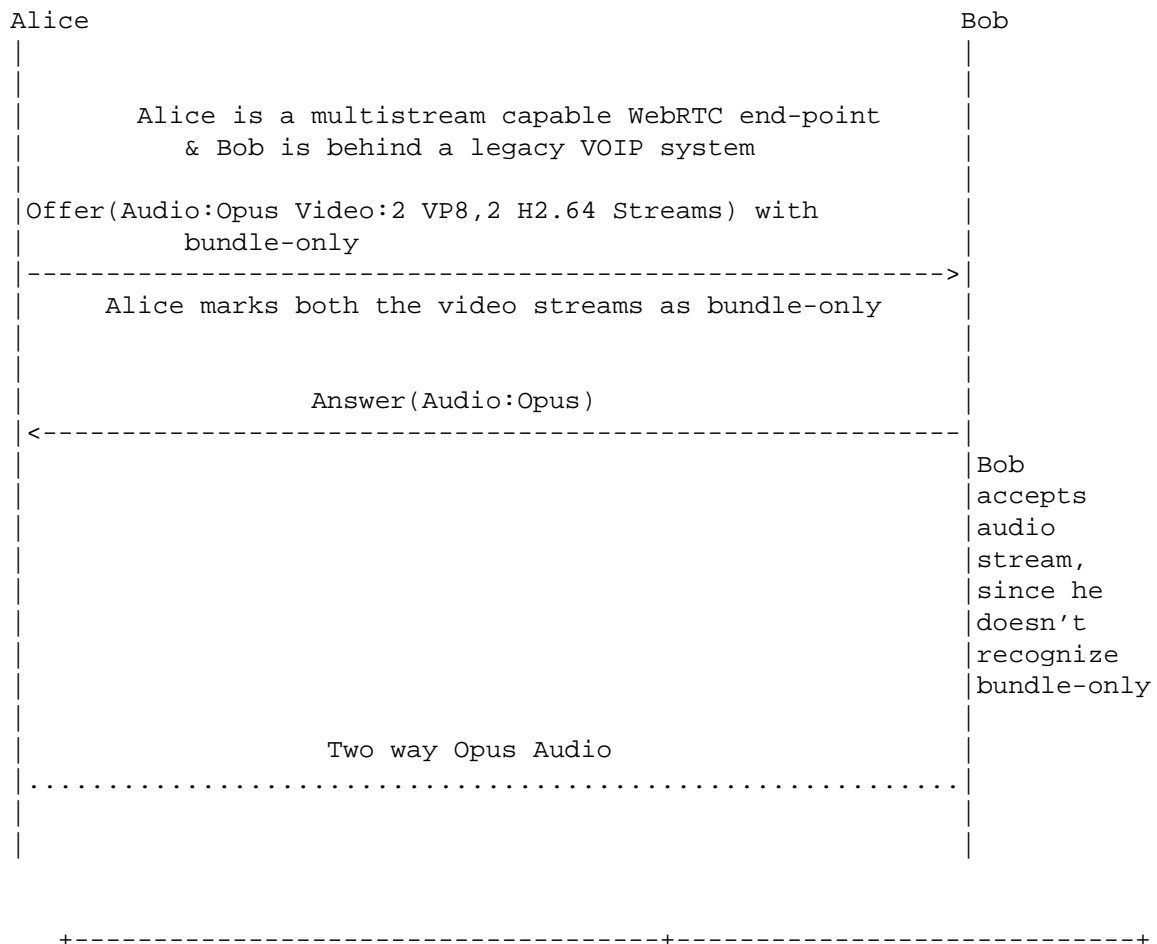 Alice Bob
Alice is a multistream capable WebRTC end-point
& Bob is behind a legacy VOIP system
Offer(Audio:Opus Video:2 VP8,2 H2.64 Streams) with
bundle-only
Alice marks both the video streams as bundle-only
Answer(Audio:Opus)
Bob
accepts
audio
stream,
since he
doesn't
recognize
bundle-only
Two way Opus Audio